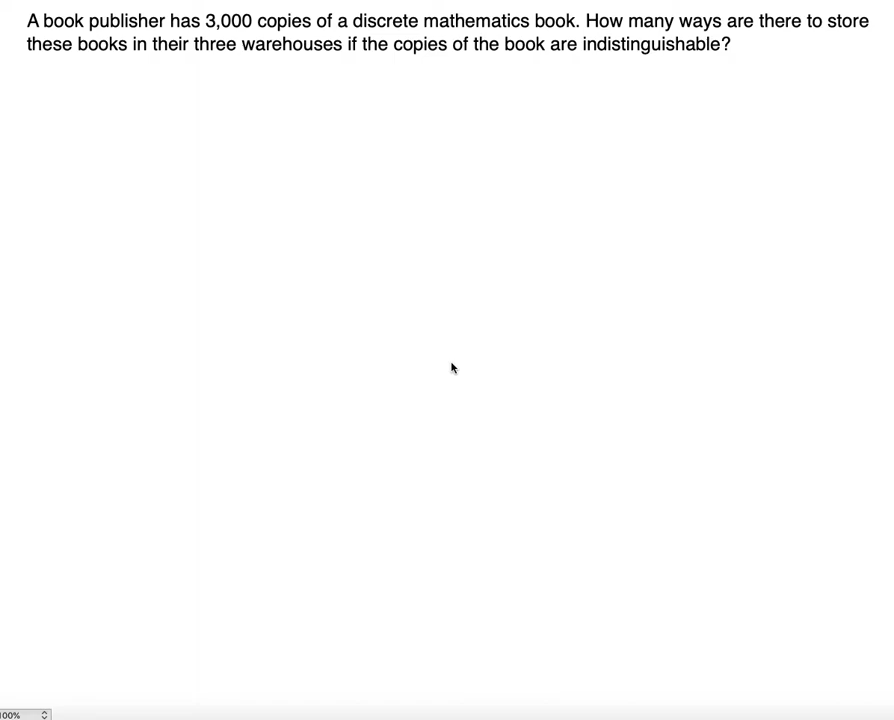 A book publisher has 3,000 copies of a discrete mathematics book. How many ways are there to store
these books in their three warehouses if the copies of the book are indistinguishable?
100%